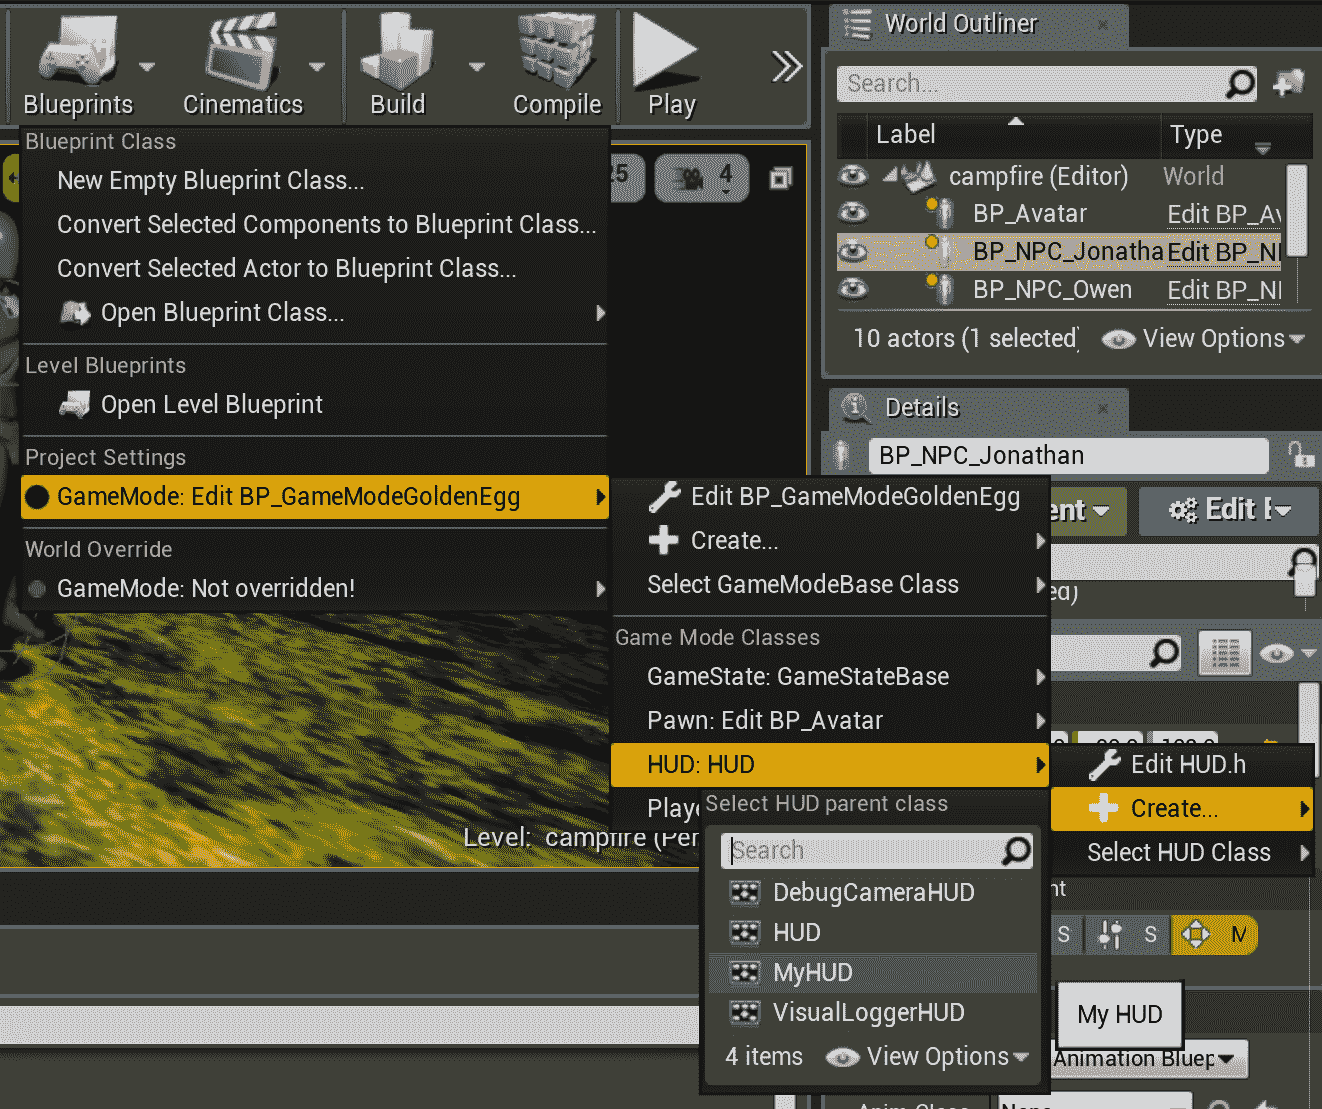 Blueprints
Cinematics
Build
Compile
Play
World Outliner
Search...
Label
Type
campfire (Editor)
World
BP_Avatar
Edit BP_Av
BP_NPC_Jonatha
Edit BP_NI
BP_NPC_Owen
Edit BP_NI
10 actors (1 selected)
View Options
Details
BP_NPC_Jonathan
Edit
Blueprint Class
New Empty Blueprint Class...
Convert Selected Components to Blueprint Class...
Convert Selected Actor to Blueprint Class...
Open Blueprint Class...
Level Blueprints
Open Level Blueprint
Project Settings
GameMode: Edit BP_GameModeGoldenEgg
World Override
GameMode: Not overridden!
4
Edit BP_GameModeGoldenEgg
Create...
Select GameModeBase Class
Game Mode Classes
GameState: GameStateBase
Pawn: Edit BP_Avatar
HUD: HUD
Playe
Edit HUD.h
Create...
Select HUD Class
Select HUD parent class
Search
DebugCameraHUD
HUD
MyHUD
VisualLoggerHUD
4 items
View Options
My HUD
Level: campfire (Per
S
S
M
Animation Bluep